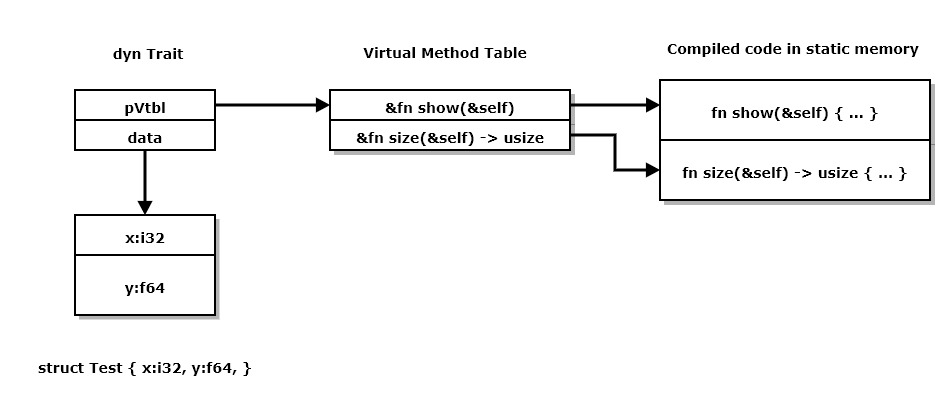 dyn Trait
Virtual Method Table
Compiled code in static memory
pVtbl
data
&fn show(&self)
&fn size(&self) -> usize
fn show(&self) { ... }
fn size(&self) -> usize { ... }
x:i32
y:f64
struct Test { x:i32, y:f64, }